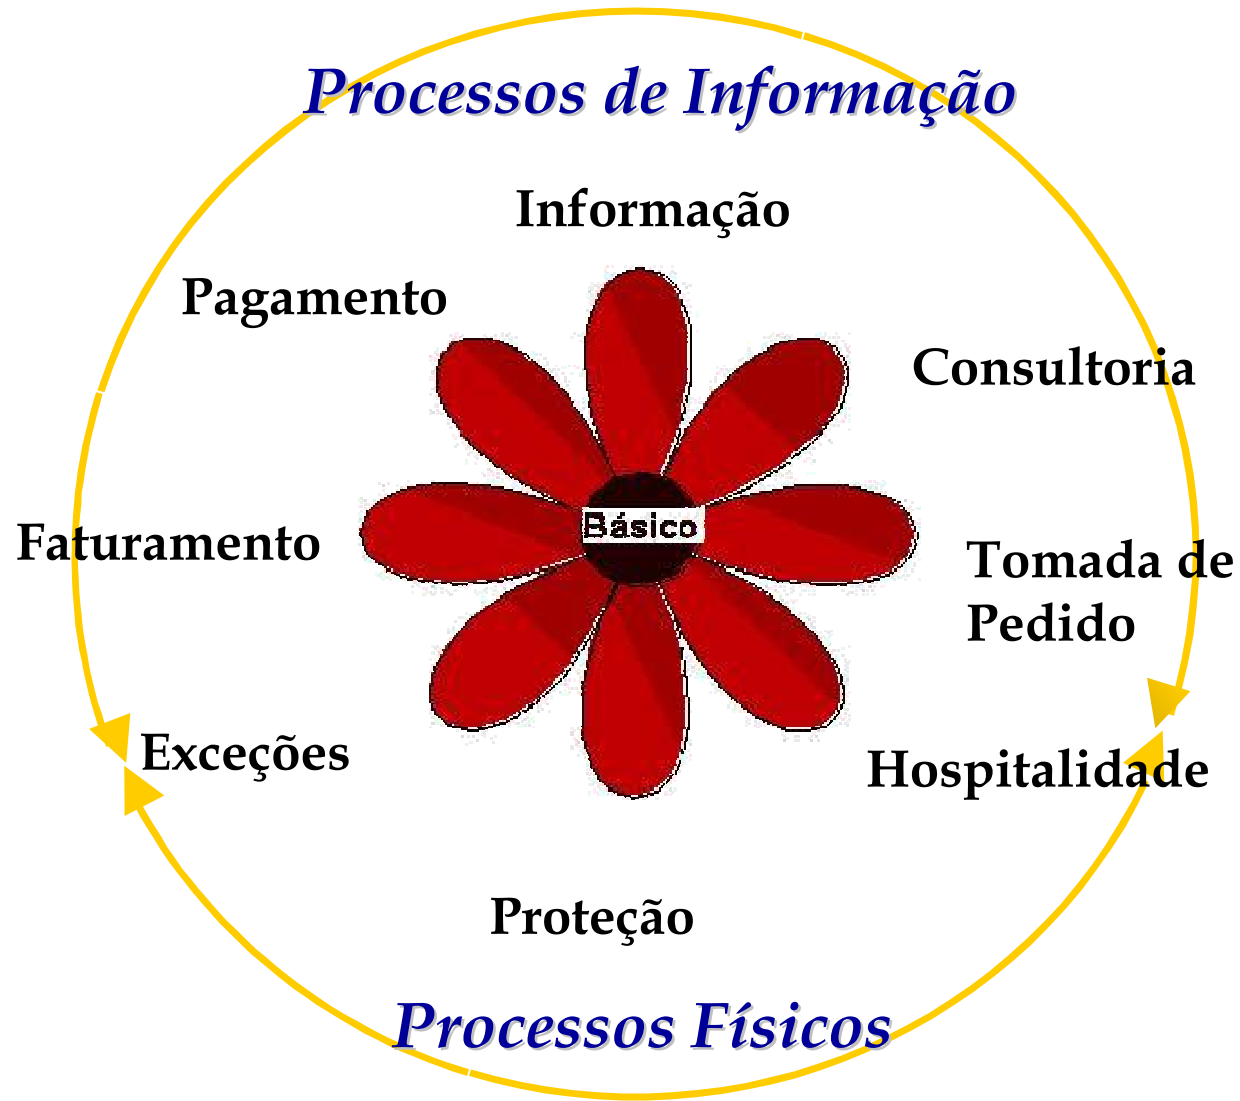 Processos de Informação
Informação
Pagamento
Consultoria
Faturamento
Básico
Tomada de
Pedido
Exceções
Hospitalidade
Proteção
Processos Físicos